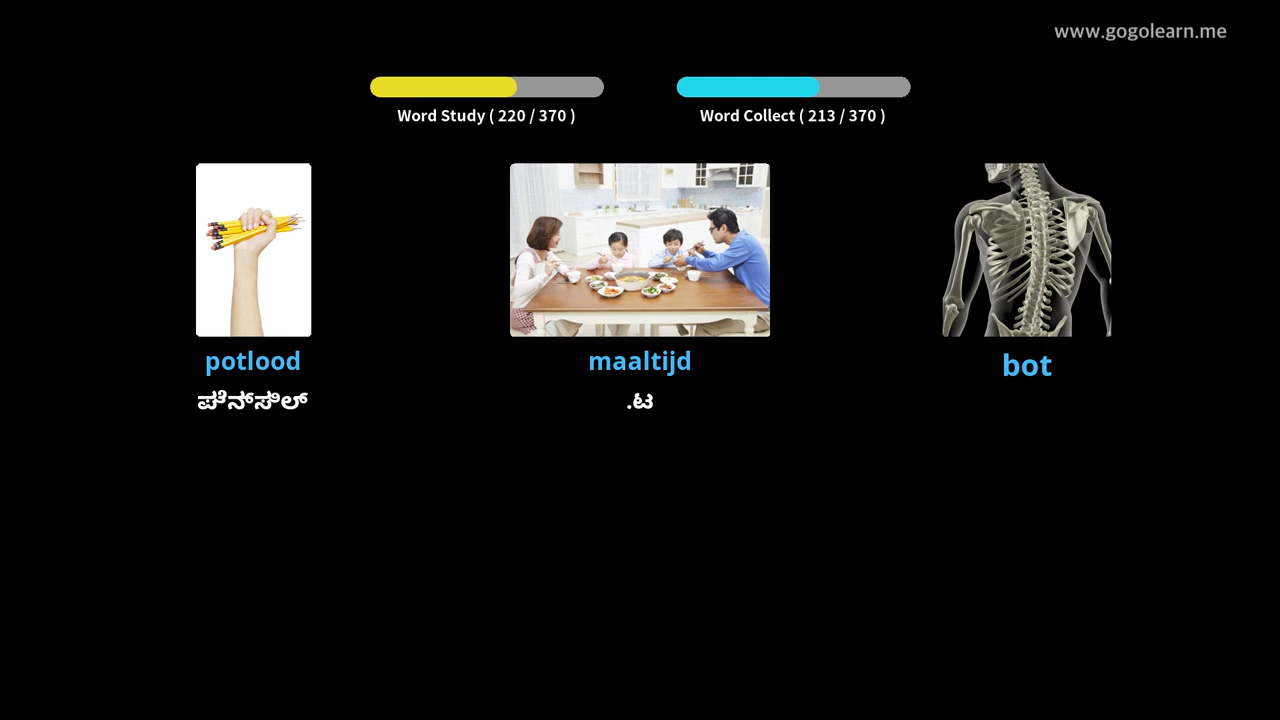 www.gogolearn.me
Word Study ( 220 / 370 )
Word Collect ( 213 / 370 )
potlood
maaltijd
bot
ಪೆನ್ಸಿಲ್
.ಟ